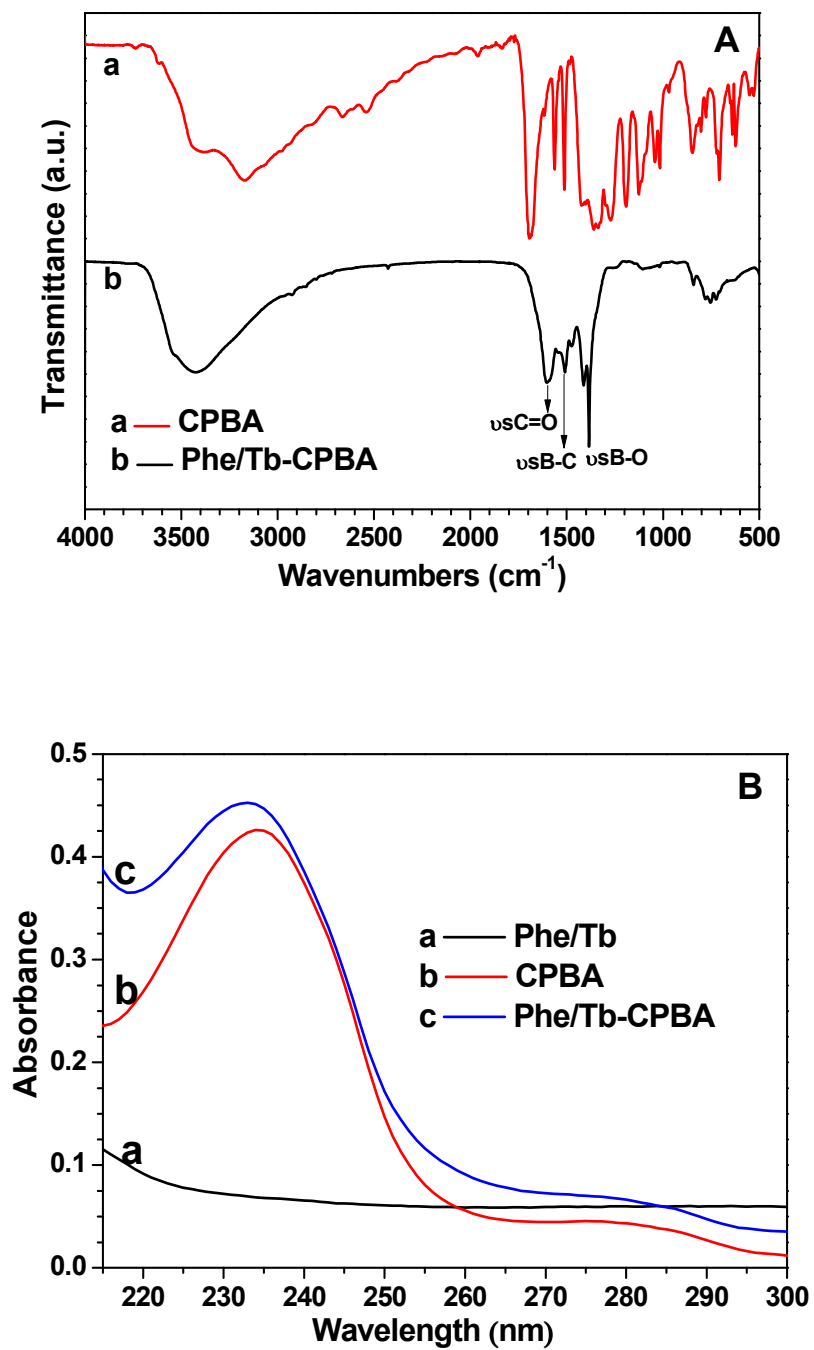 A
a
b
Transmittance (a.u.)
υsC=O
a CPBA
υsB-C
υsB-O
b Phe/Tb-CPBA
4000 3500 3000 2500 2000 1500 1000 500
Wavenumbers (cm-1)
0.5
B
0.4
c
a Phe/Tb
0.3
b
b CPBA
c Phe/Tb-CPBA
Absorbance
0.2
0.1
a
0.0
220 230 240 250 260 270 280 290 300
Wavelength (nm)